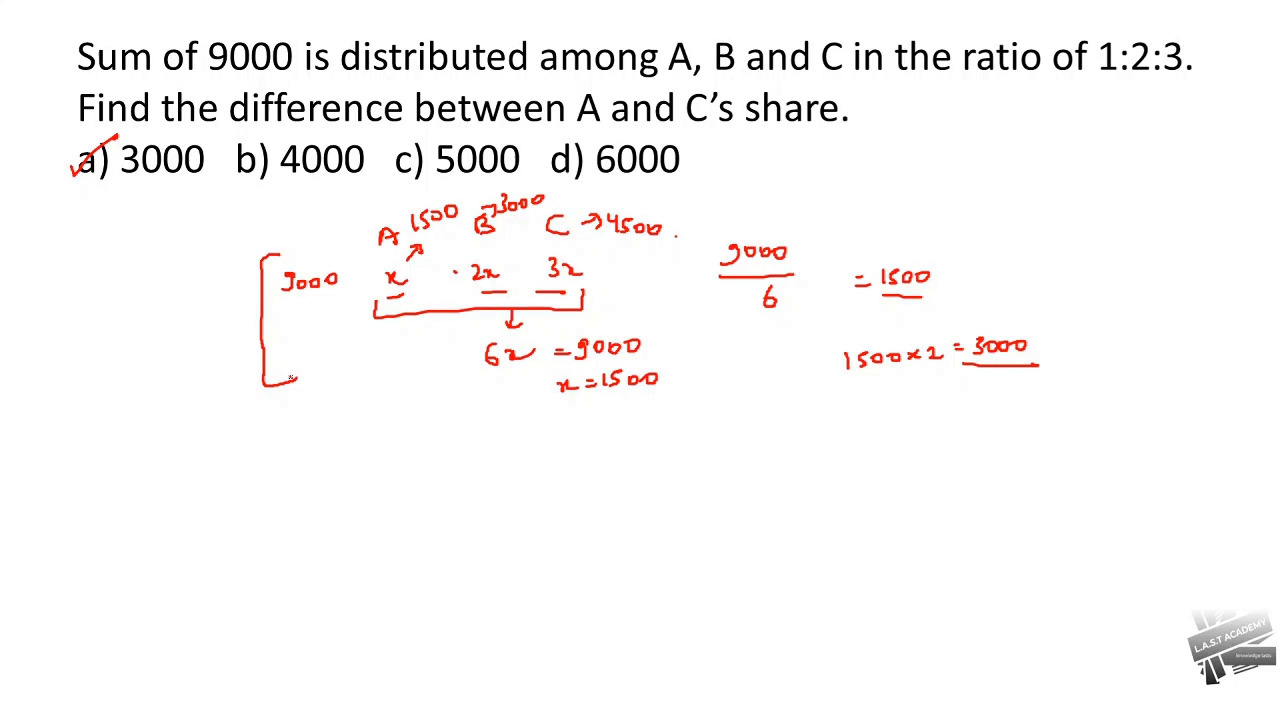 Sum of 9000 is distributed among A, B and C in the ratio of 1:2:3.
Find the difference between A and C's share.
a) 3000 b) 4000 c) 5000 d) 6000
A 1500 B → 3000 C → 4500
9000 x 2x 3x
6x = 9000
x = 1500
9000
6
= 1500
1500 × 2 = 3000
L.A.S.T ACADEMY